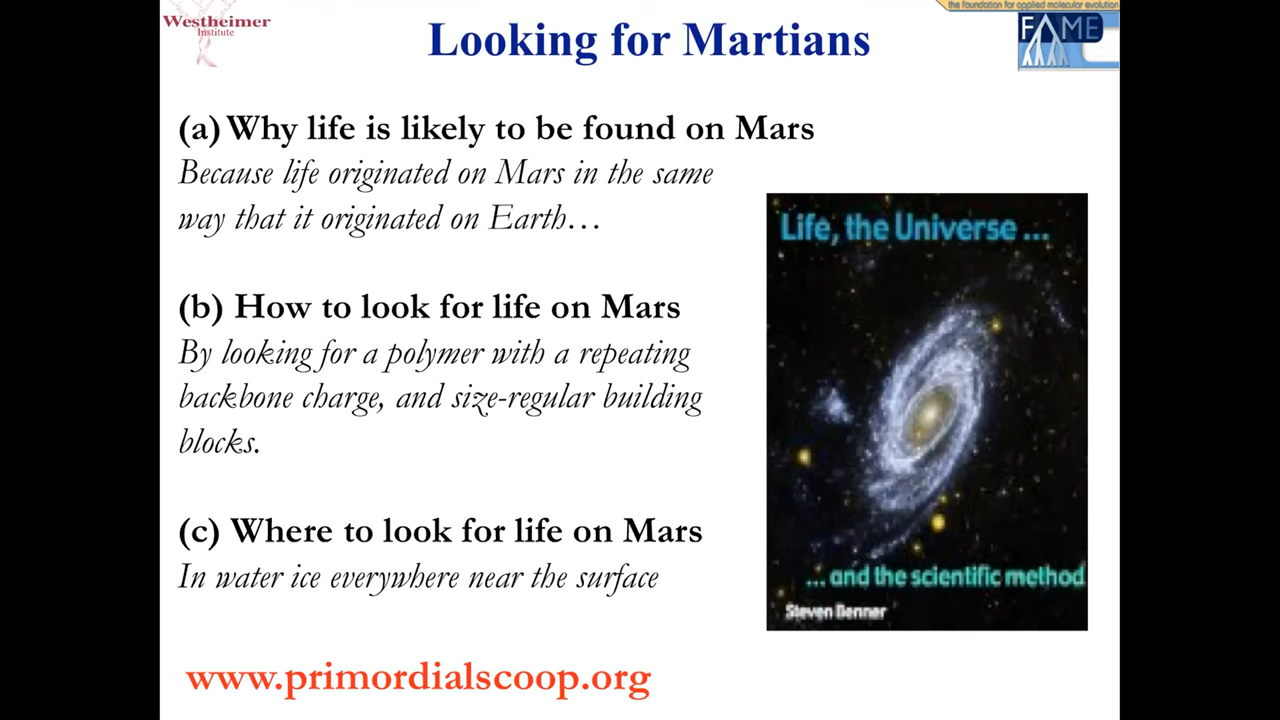 Westheimer
Institute
the foundation for applied molecular evolution
FAME
Looking for Martians
(a) Why life is likely to be found on Mars
Because life originated on Mars in the same
way that it originated on Earth…
(b) How to look for life on Mars
By looking for a polymer with a repeating
backbone charge, and size-regular building
blocks.
(c) Where to look for life on Mars
In water ice everywhere near the surface
Life, the Universe ...
... and the scientific method
Steven Benner
www.primordialscoop.org